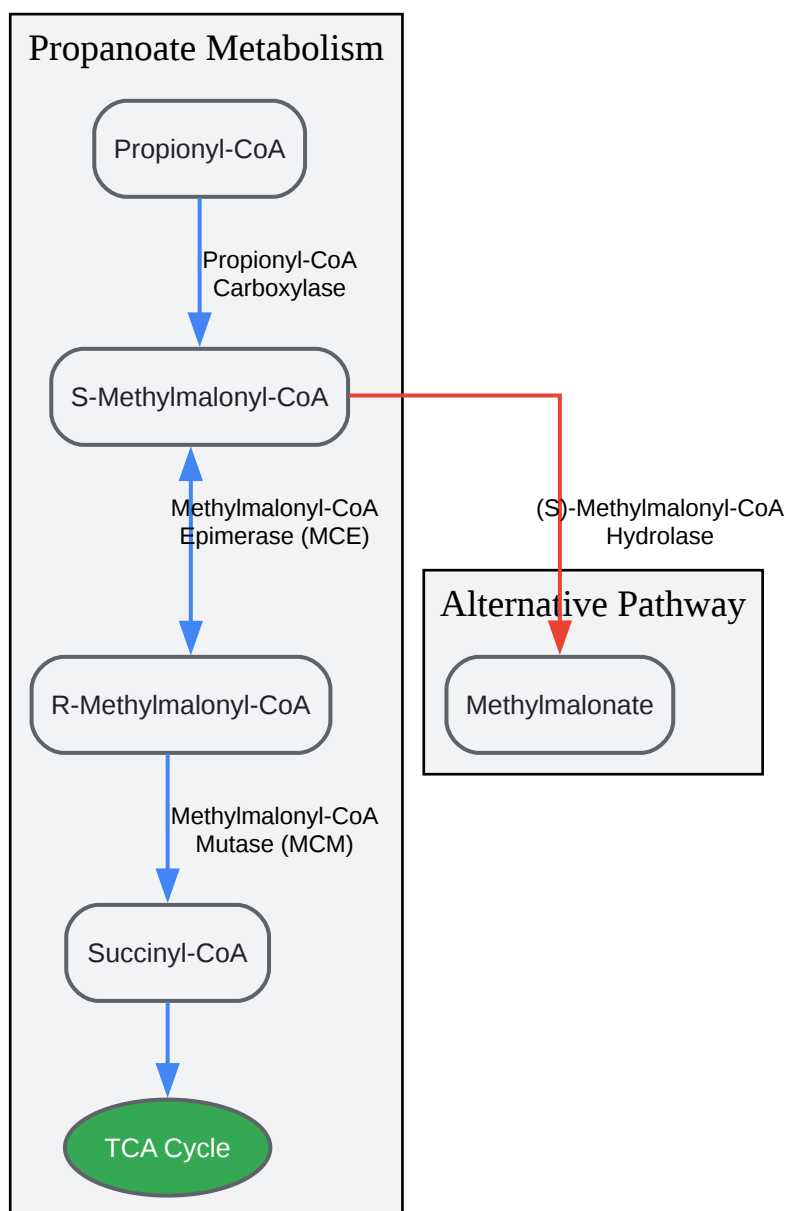 Propanoate Metabolism
Propionyl-CoA
Propionyl-CoA
Carboxylase
S-Methylmalonyl-CoA
Methylmalonyl-CoA
Epimerase (MCE)
(S)-Methylmalonyl-CoA
Hydrolase
Alternative Pathway
R-Methylmalonyl-CoA
Methylmalonate
Methylmalonyl-CoA
Mutase (MCM)
Succinyl-CoA
TCA Cycle